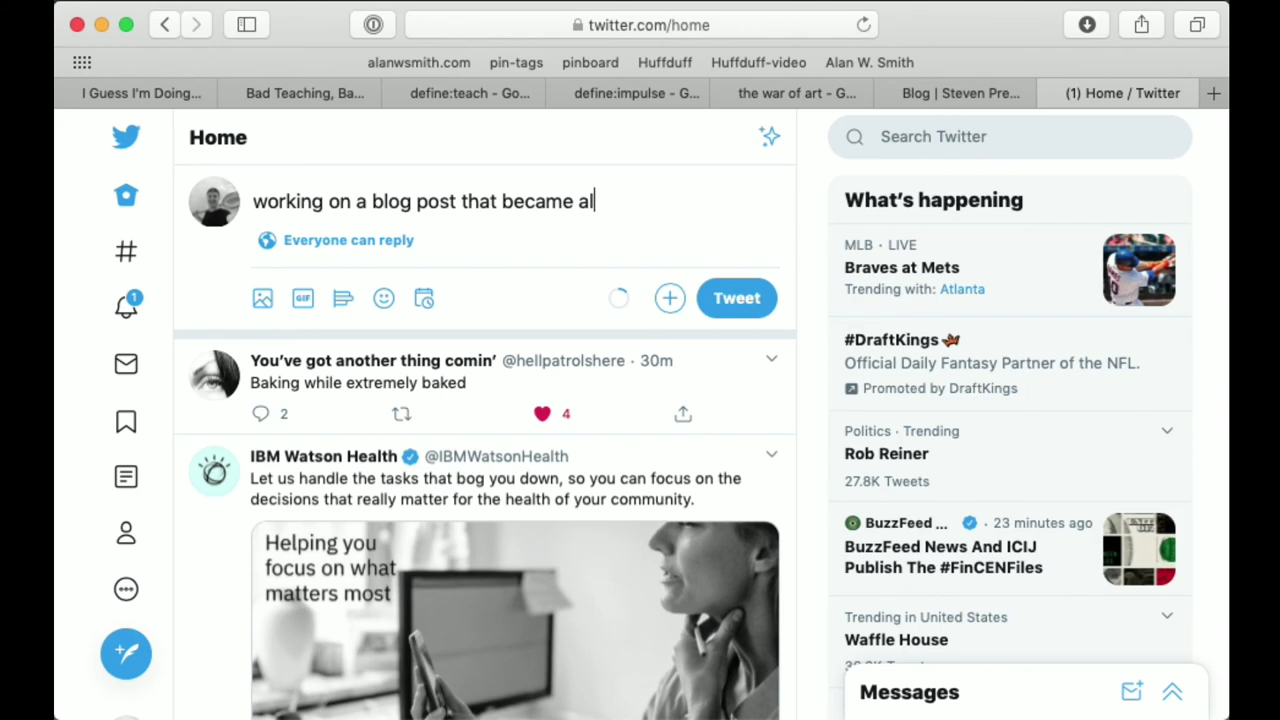 twitter.com/home
alanwsmith.com pin-tags pinboard Huffduff Huffduff-video Alan W. Smith
I Guess I'm Doing... Bad Teaching, Ba... define:teach - Go... define:impulse - G... the war of art - G... Blog | Steven Pre... (1) Home / Twitter
Home
working on a blog post that became al
Everyone can reply
GIF
Tweet
You've got another thing comin' @hellpatrolshere · 30m
Baking while extremely baked
2 4
IBM Watson Health @IBMWatsonHealth
Let us handle the tasks that bog you down, so you can focus on the
decisions that really matter for the health of your community.
Helping you
focus on what
matters most
1
Search Twitter
What's happening
MLB · LIVE
Braves at Mets
Trending with: Atlanta
#DraftKings
Official Daily Fantasy Partner of the NFL.
Promoted by DraftKings
Politics · Trending
Rob Reiner
27.8K Tweets
BuzzFeed ... · 23 minutes ago
BuzzFeed News And ICIJ
Publish The #FinCENFiles
Trending in United States
Waffle House
Messages